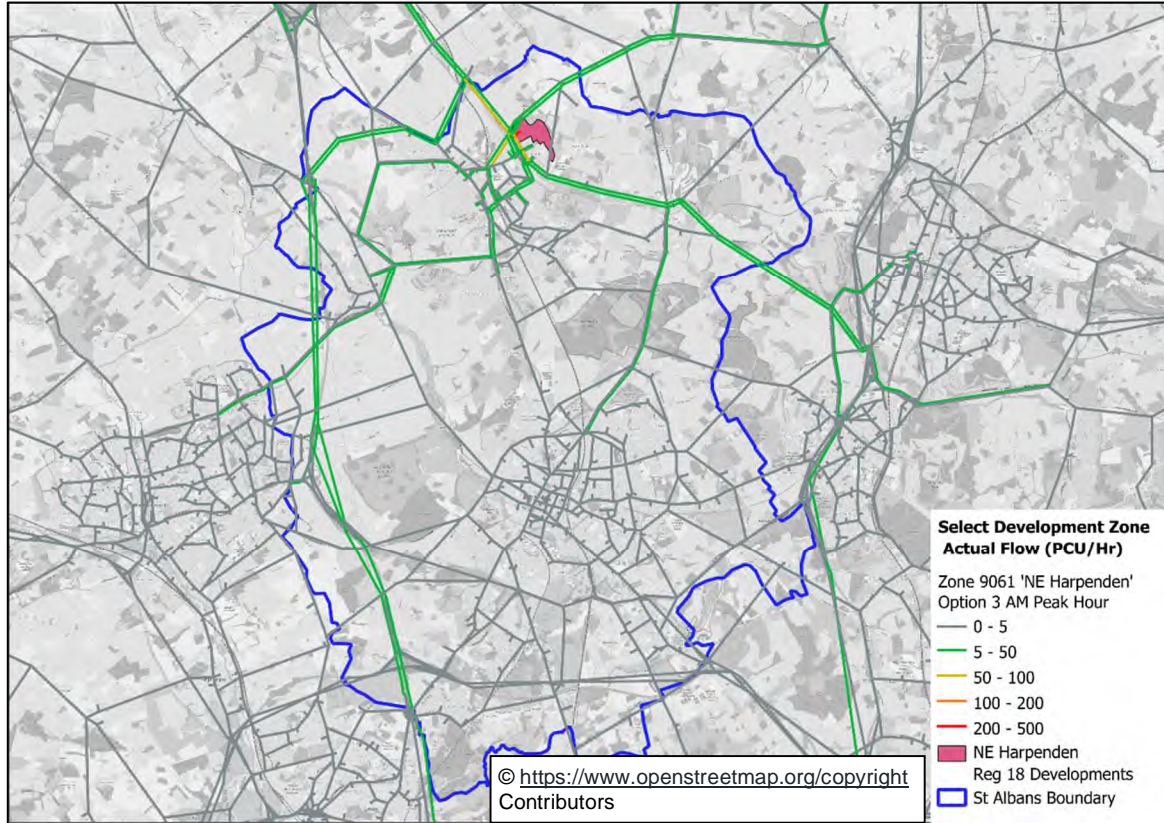 Select Development Zone
Actual Flow (PCU/Hr)
Zone 9061 'NE Harpenden'
Option 3 AM Peak Hour
0 - 5
5 - 50
50 - 100
100 - 200
200 - 500
NE Harpenden
Reg 18 Developments
St Albans Boundary
© https://www.openstreetmap.org/copyright
Contributors